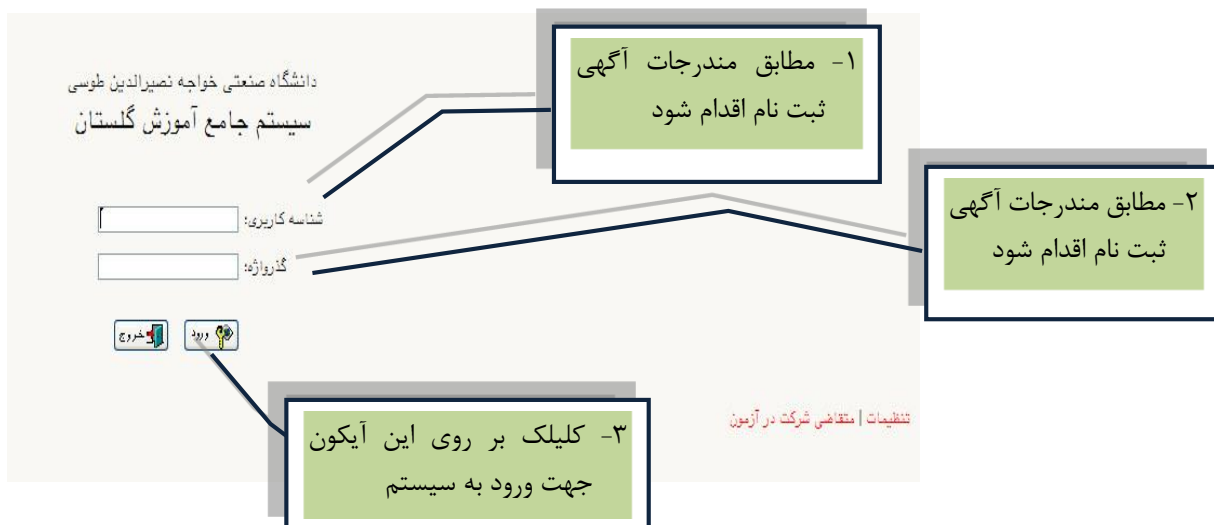 دانشگاه صنعتی خواجه نصیرالدین طوسی
سیستم جامع آموزش گلستان
۱- مطابق مندرجات آگهی
ثبت نام اقدام شود
۲- مطابق مندرجات آگهی
ثبت نام اقدام شود
شناسه کاربری:
گذرواژه:
ورود
خروج
۳- کلیلک بر روی این آیکون
جهت ورود به سیستم
تنظیمات | متقاضی شرکت در آزمون